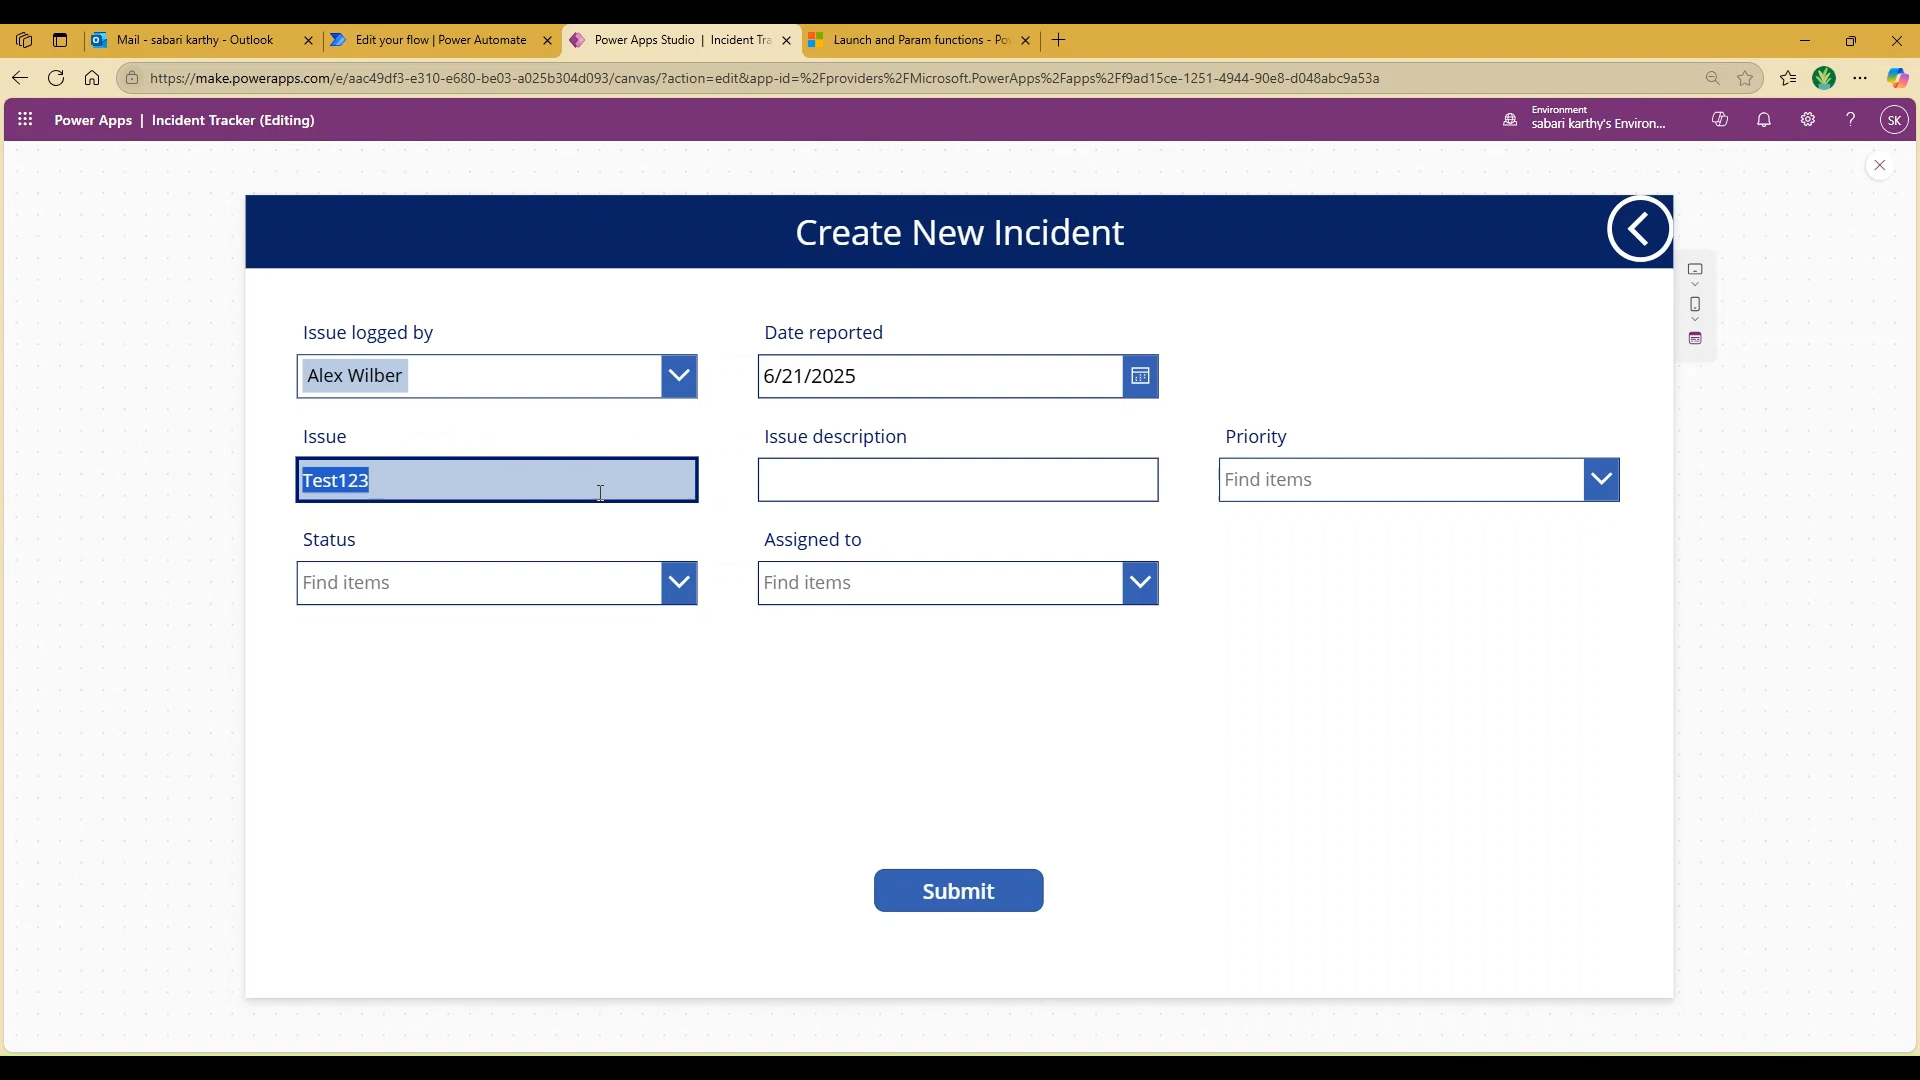 Mail - sabari karthy - Outlook
Your flow | Power Automate
Power Apps Studio | Incident Tra
Launch and Param functions - Po
https://make.powerapps.com/e/aac49df3-e310-e680-be03-a025b304d093/canvas/?action=edit&app-id=%2Fproviders%2FMicrosoft.PowerApps%2Fapps%2Ff9ad15ce-1251-4944-90e8-d048abc9a53a
Power Apps | Incident Tracker (Editing)
Environment
sabari karthy's Environ...
SK
Create New Incident
Issue logged by
Date reported
Alex Wilber
6/21/2025
Issue
Issue description
Priority
Test123
Find items
Status
Assigned to
Find items
Find items
Submit